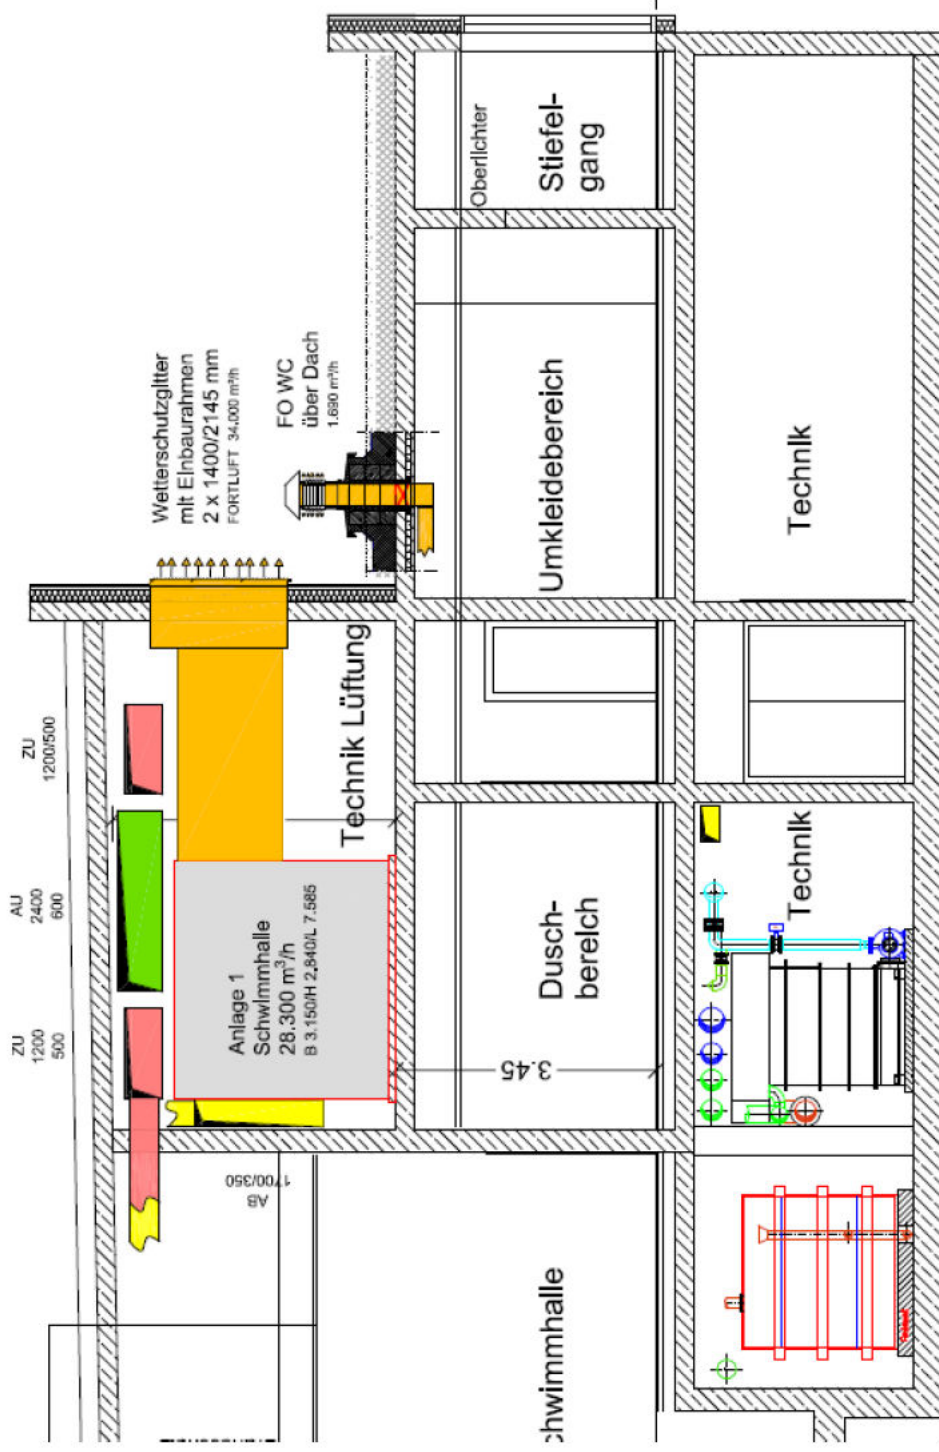 ZU
1200/500
AU
2400
600
ZU
1200
500
Wetterschutzgitter
mit Einbaurahmen
2 x 1400/2145 mm
FORTLUFT 34.000 m³/h
FO WC
über Dach
1.690 m³/h
Oberlichter
Stiefel-
gang
Umkleidebereich
Technik
Technik Lüftung
Anlage 1
Schwimmhalle
28.300 m³/h
B 3.150/H 2.840/L 7.585
Dusch-
bereich
3.45
Technik
AB
1700/350
chwimmhalle